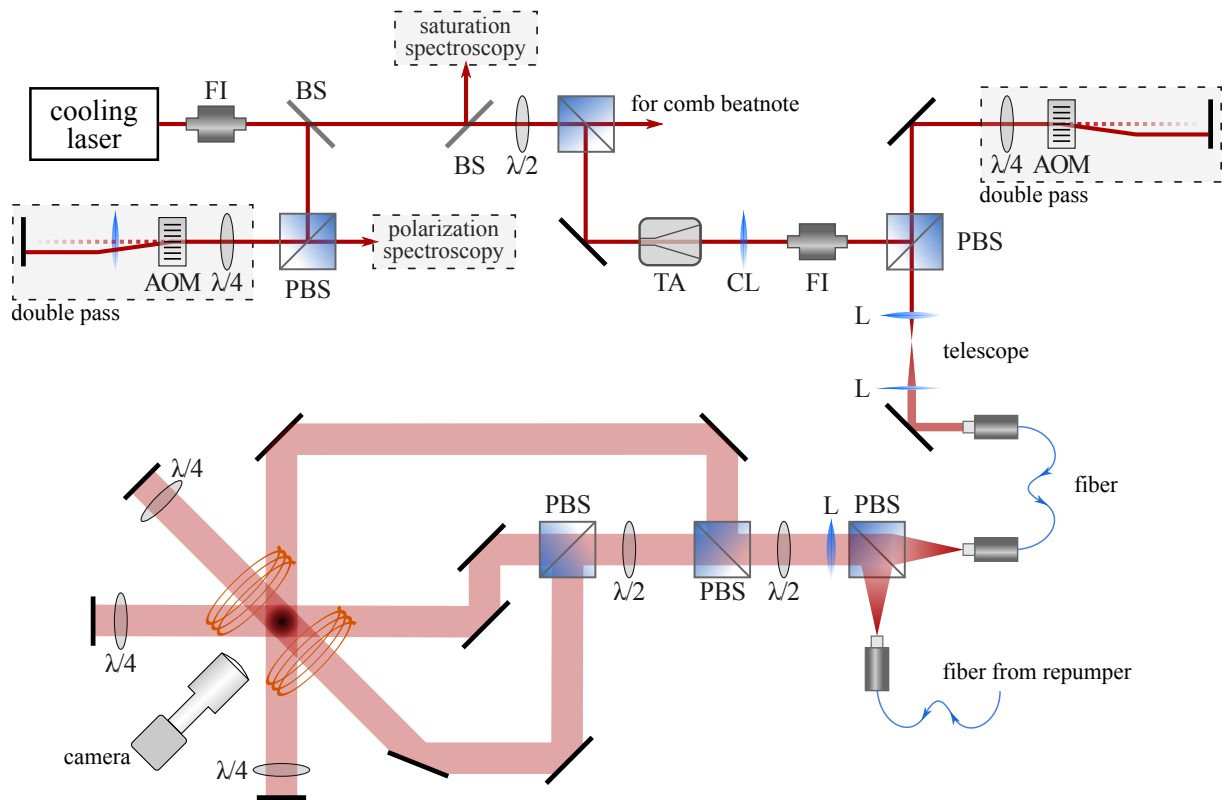 saturation
spectroscopy
FI
BS
cooling
laser
for comb beatnote
BS
λ/2
λ/4
AOM
double pass
polarization
spectroscopy
AOM
λ/4
PBS
double pass
TA
CL
FI
PBS
L
telescope
L
λ/4
fiber
PBS
L
PBS
λ/2
PBS
λ/2
λ/4
fiber from repumper
camera
λ/4